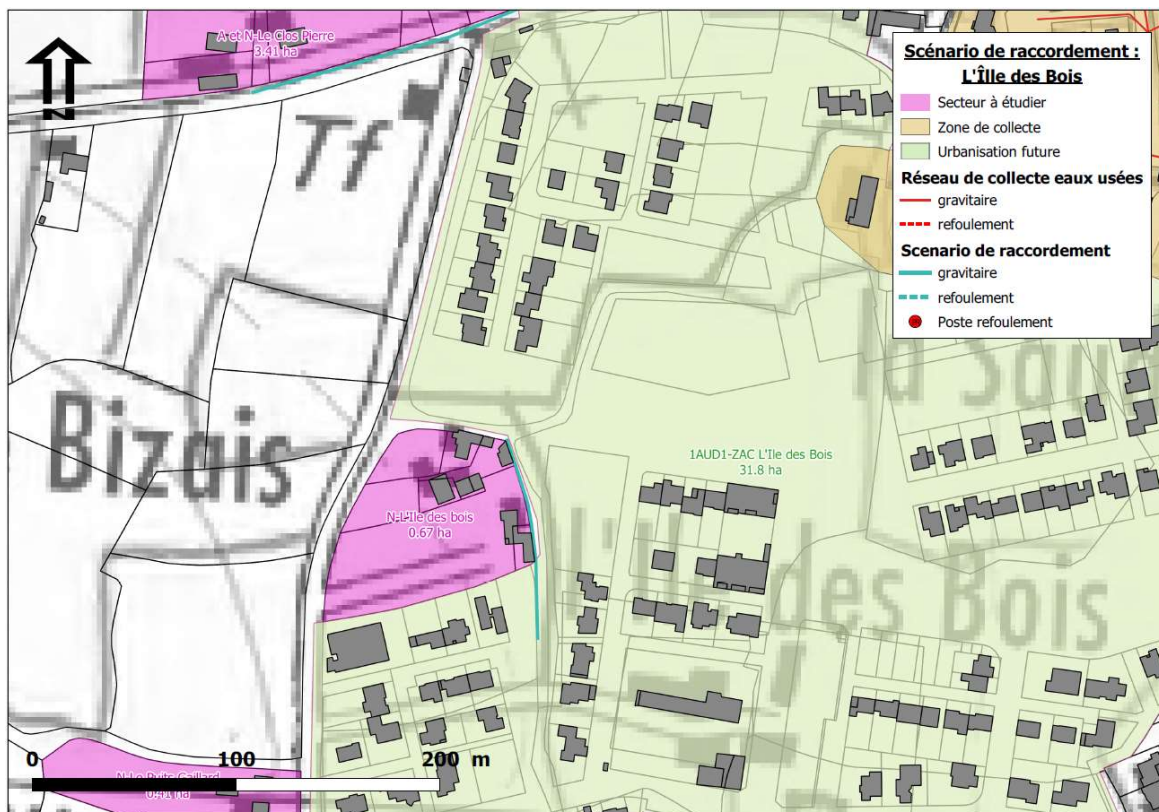 A et N-Le Clos Pierre
3.41 ha
N
Tf
Scénario de raccordement :
L'Îlle des Bois
Secteur à étudier
Zone de collecte
Urbanisation future
Réseau de collecte eaux usées
gravitaire
refoulement
Scenario de raccordement
gravitaire
refoulement
Poste refoulement
Bizais
la Sau
1AUD1-ZAC L'Ile des Bois
31.8 ha
N-L'Ile des bois
0.67 ha
l'Ile des Bois
0 100 200 m
N-Le Puits Gaillard
0.41 ha